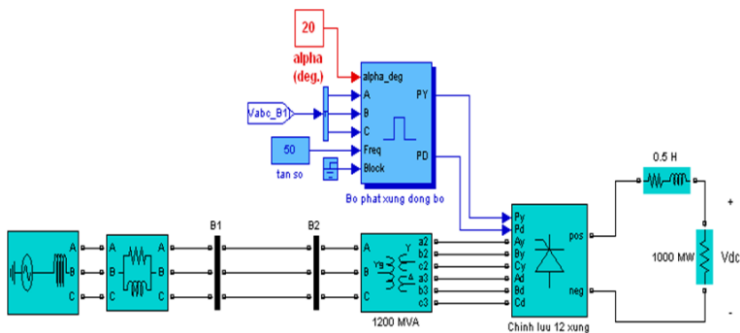 20
alpha
(deg.)
alpha_deg
A
B
C
Freq
Block
PY
PD
Vabc_B1
50
tan so
Bo phat xung dong bo
0.5 H
1000 MW
+
Vdc
-
B1
B2
A
B
C
A
B
C
A
B
C
A
B
C
Y
Δ
a2
b2
c2
a3
b3
c3
1200 MVA
Py
Pd
Ay
By
Cy
Ad
Bd
Cd
pos
neg
Chinh luu 12 xung